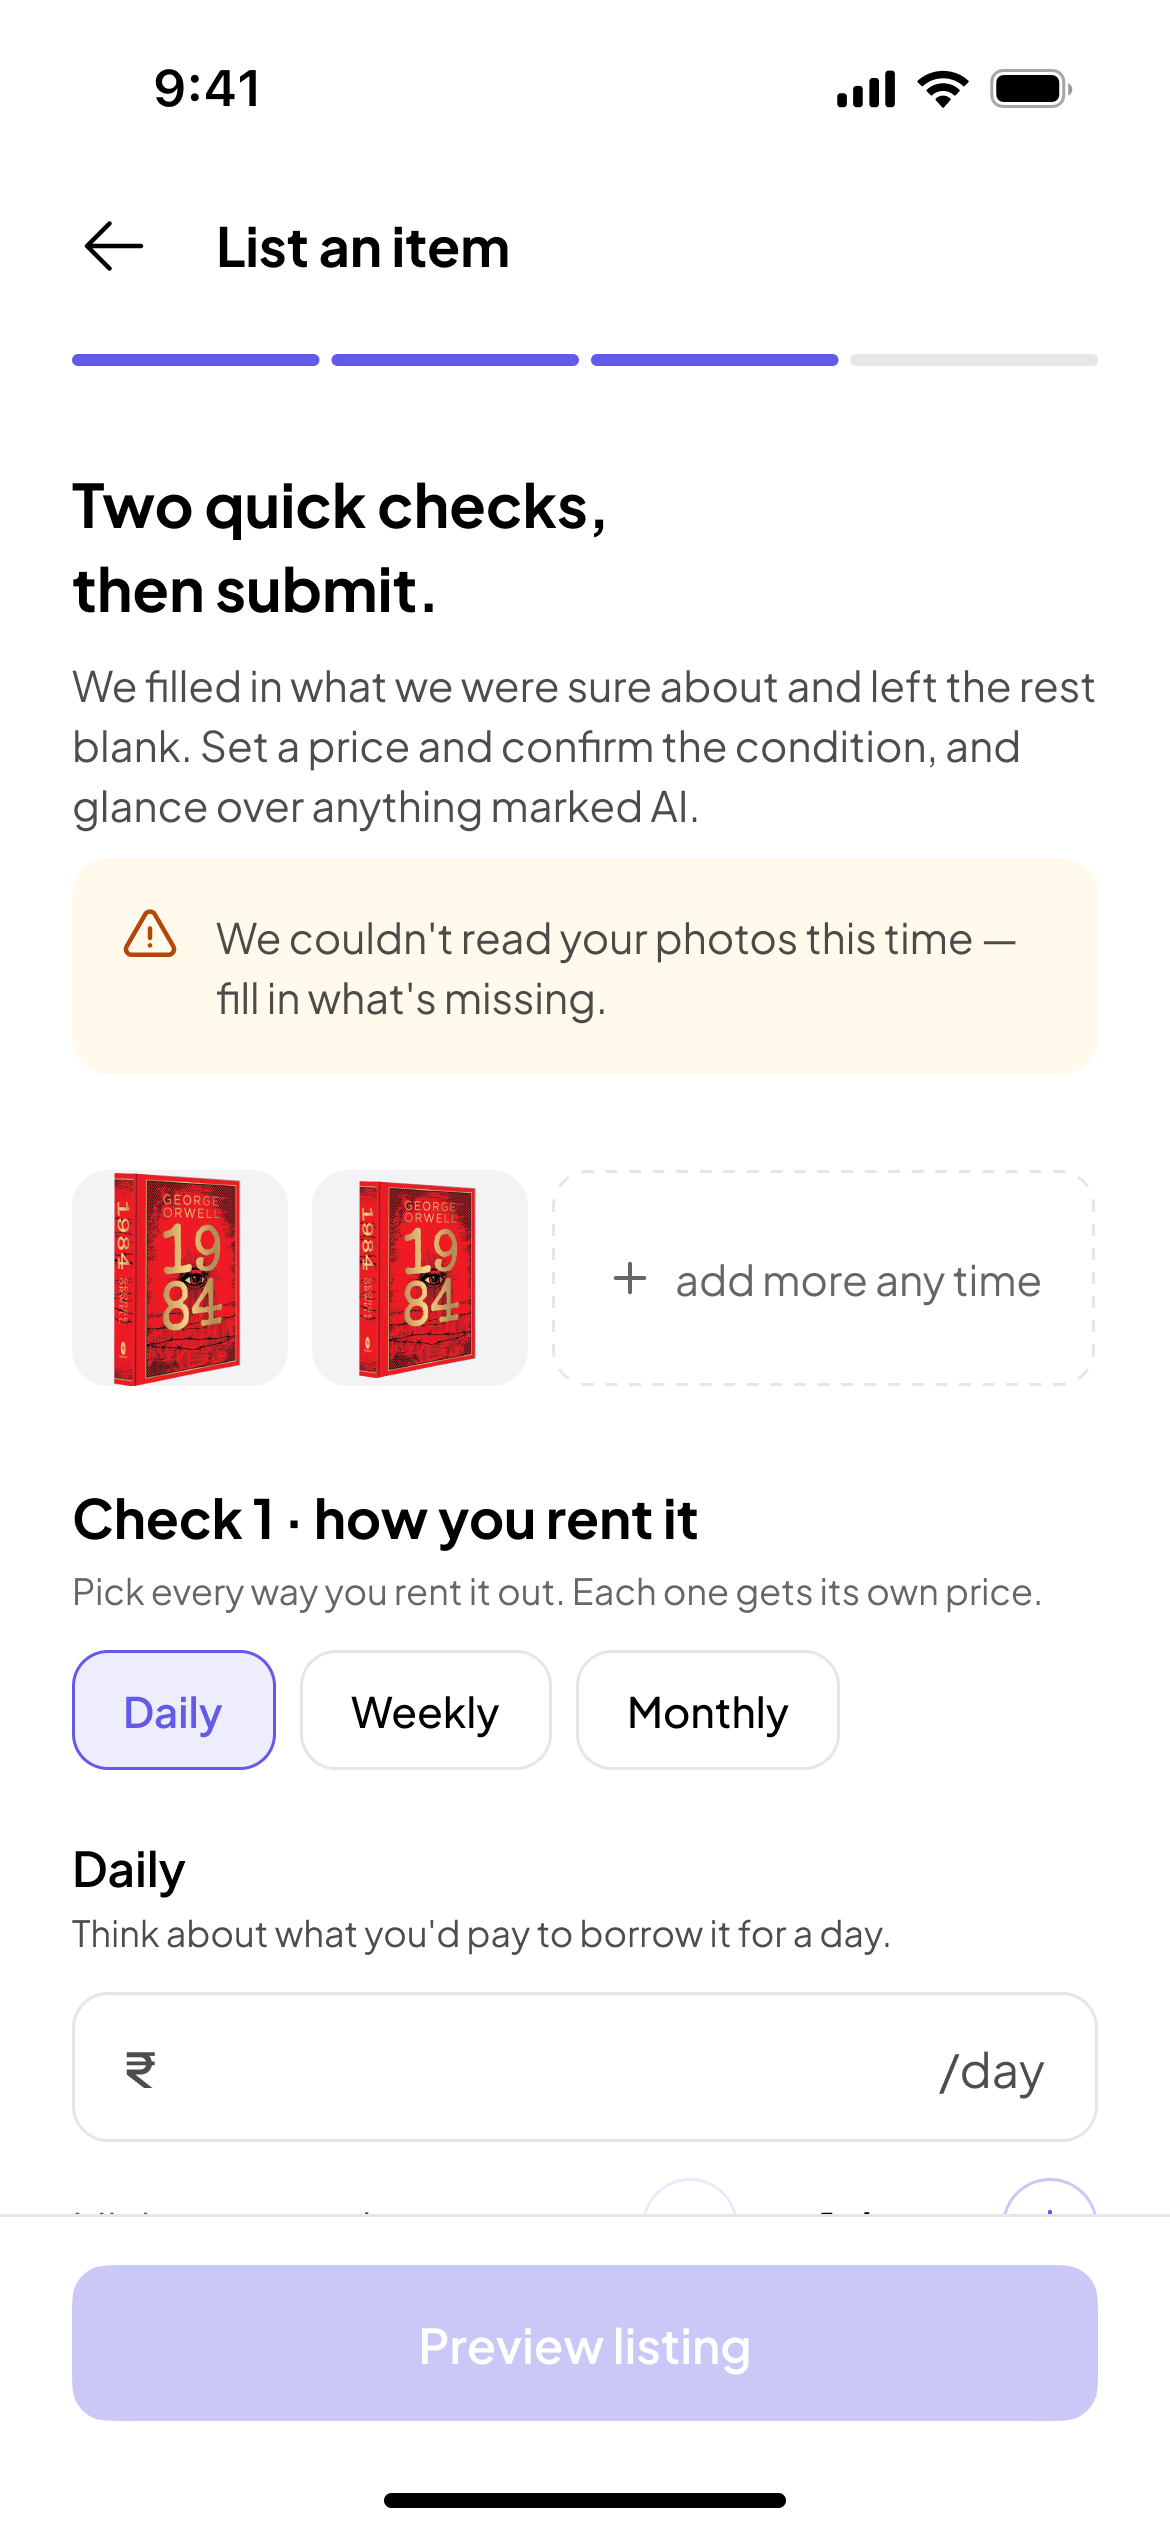 9:41
List an item
Two quick checks,
then submit.
We filled in what we were sure about and left the rest
blank. Set a price and confirm the condition, and
glance over anything marked AI.
We couldn't read your photos this time —
fill in what's missing.
1984
GEORGE
ORWELL
19
84
1984
GEORGE
ORWELL
19
84
+ add more any time
Check 1 · how you rent it
Pick every way you rent it out. Each one gets its own price.
Daily
Weekly
Monthly
Daily
Think about what you'd pay to borrow it for a day.
₹ /day
Preview listing